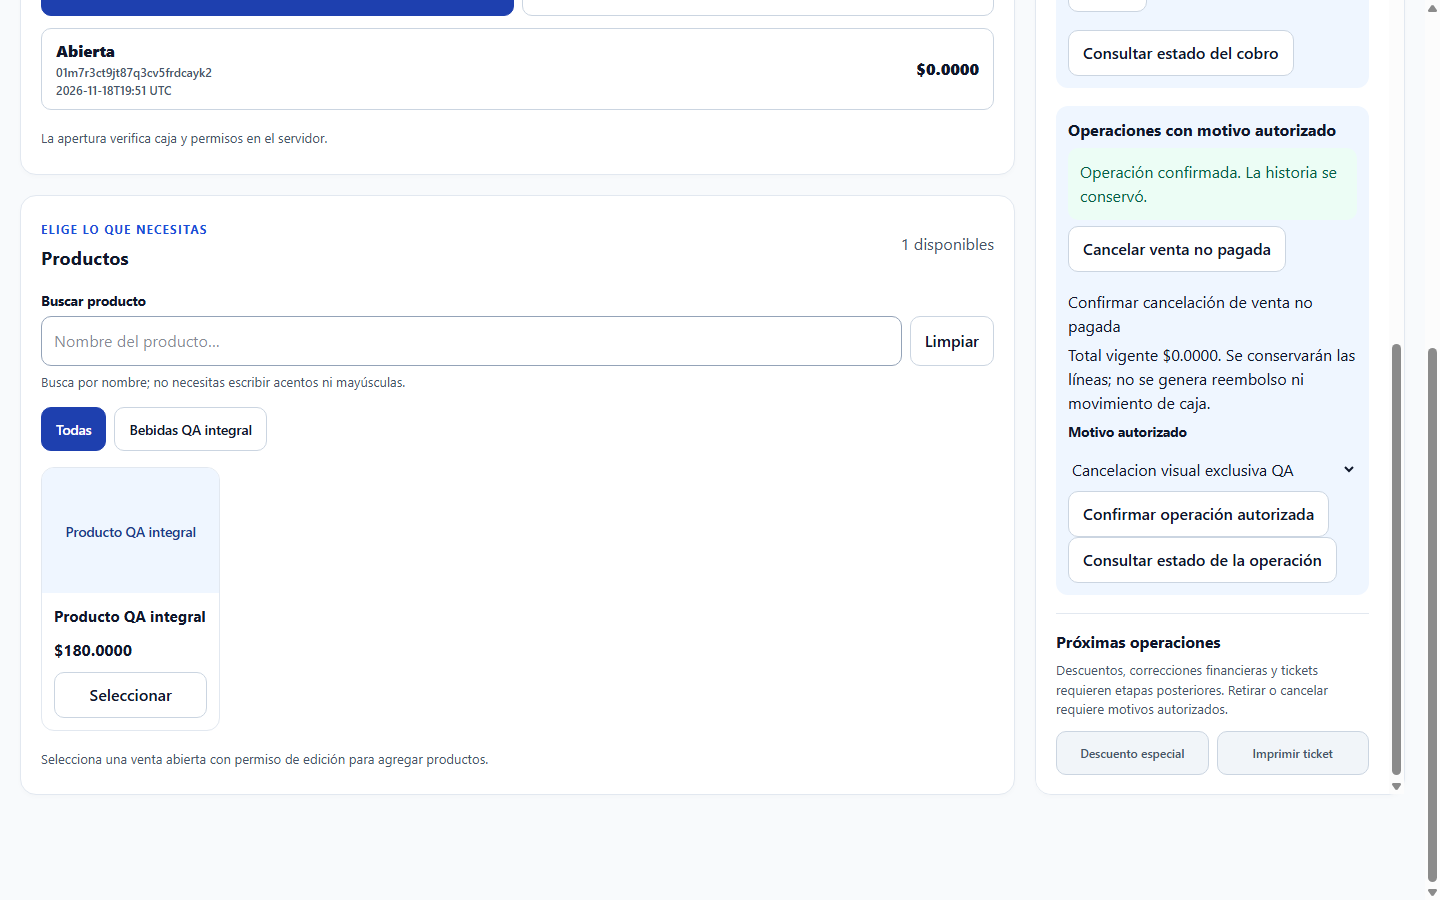 Abierta
01m7r3ct9jt87q3cv5frdcayk2
2026-11-18T19:51 UTC
$0.0000
La apertura verifica caja y permisos en el servidor.
ELIGE LO QUE NECESITAS
Productos
1 disponibles
Buscar producto
Nombre del producto...
Limpiar
Busca por nombre; no necesitas escribir acentos ni mayúsculas.
Todas
Bebidas QA integral
Producto QA integral
Producto QA integral
$180.0000
Seleccionar
Selecciona una venta abierta con permiso de edición para agregar productos.
Consultar estado del cobro
Operaciones con motivo autorizado
Operación confirmada. La historia se
conservó.
Cancelar venta no pagada
Confirmar cancelación de venta no
pagada
Total vigente $0.0000. Se conservarán las
líneas; no se genera reembolso ni
movimiento de caja.
Motivo autorizado
Cancelacion visual exclusiva QA
Confirmar operación autorizada
Consultar estado de la operación
Próximas operaciones
Descuentos, correcciones financieras y tickets
requieren etapas posteriores. Retirar o cancelar
requiere motivos autorizados.
Descuento especial
Imprimir ticket